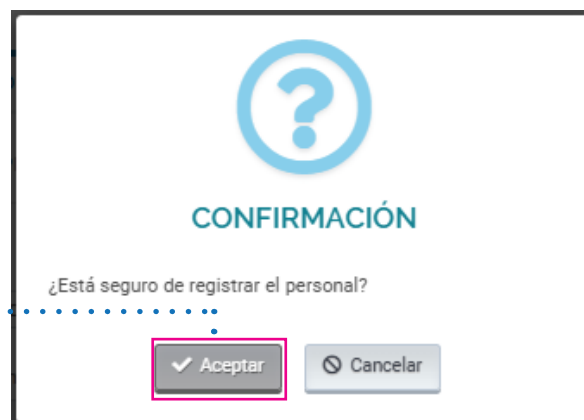 CONFIRMACIÓN
¿Está seguro de registrar el personal?
Aceptar
Cancelar